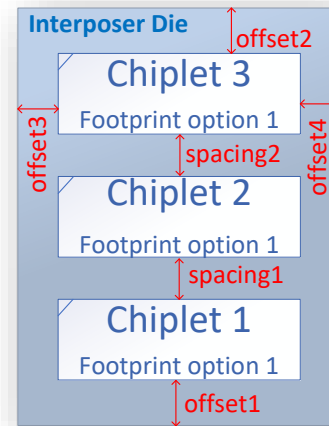 Interposer Die
offset2
Chiplet 3
Footprint option 1
offset3
offset4
spacing2
Chiplet 2
Footprint option 1
spacing1
Chiplet 1
Footprint option 1
offset1